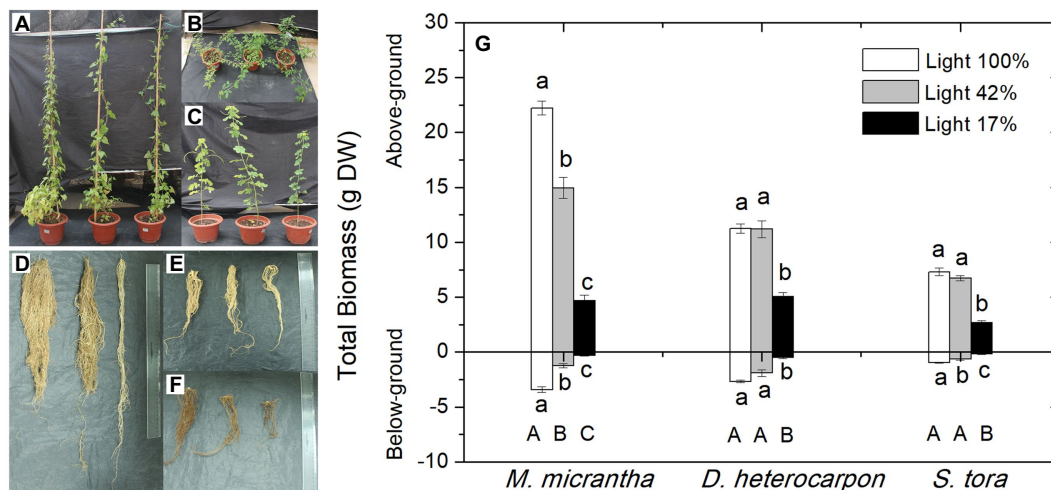 A
B
C
D
E
F
G
Total Biomass (g DW)
Above-ground
Below-ground
30
25
20
15
10
5
0
-5
-10
Light 100%
Light 42%
Light 17%
a
b
c
a a
b
a a
b
a
b
c
a a
b
a b c
A B C
A A B
A A B
M. micrantha
D. heterocarpon
S. tora